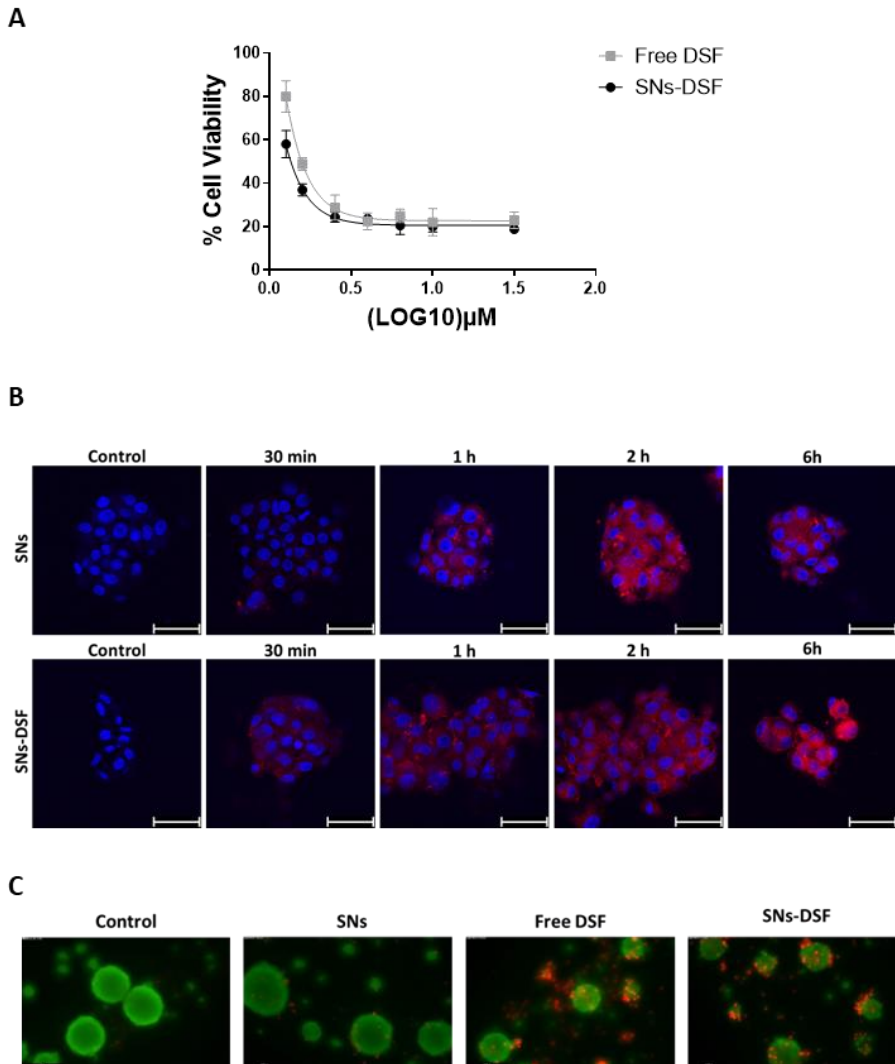 A
100
80
60
40
20
0
% Cell Viability
0.0 0.5 1.0 1.5 2.0
(LOG10)µM
Free DSF
SNs-DSF
B
Control 30 min 1 h 2 h 6h
SNs
Control 30 min 1 h 2 h 6h
SNs-DSF
C
Control SNs Free DSF SNs-DSF